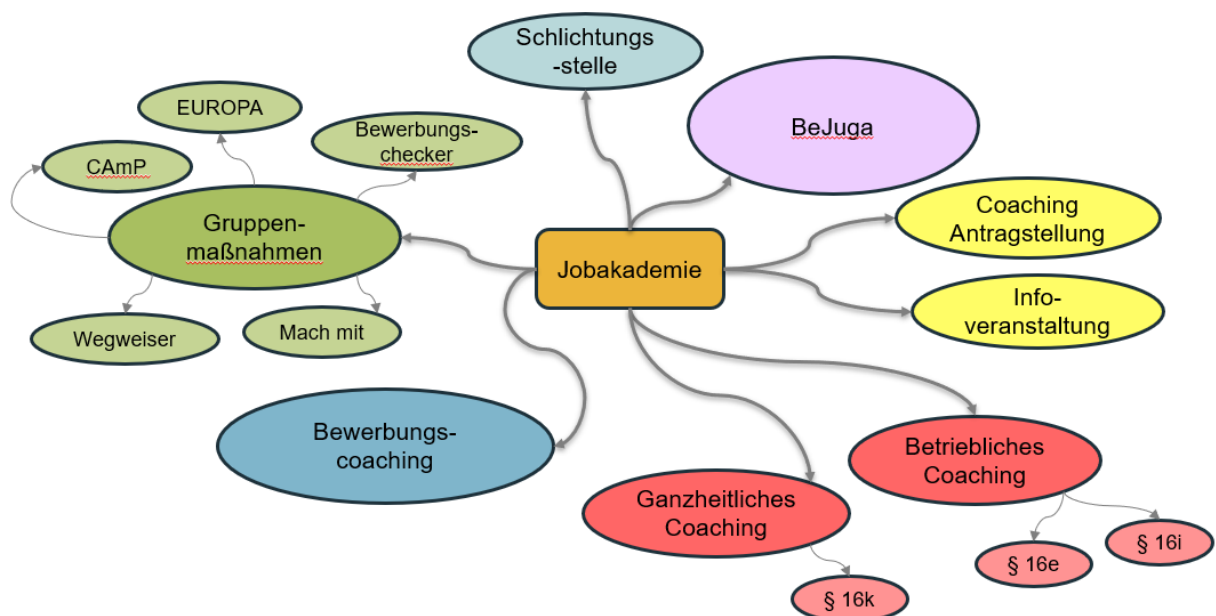 Schlichtungs
-stelle
EUROPA
BeJuga
Bewerbungs-
checker
CAmP
Gruppen-
maßnahmen
Coaching
Antragstellung
Jobakademie
Info-
veranstaltung
Wegweiser
Mach mit
Bewerbungs-
coaching
Betriebliches
Coaching
Ganzheitliches
Coaching
§ 16i
§ 16e
§ 16k